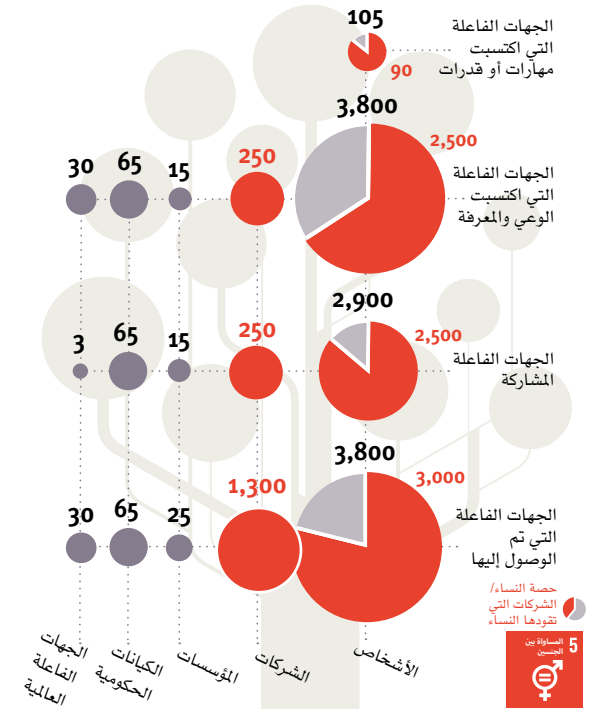 105
الجهات الفاعلة
التي اكتسبت
مهارات أو قدرات
90
3,800
2,500
الجهات الفاعلة
التي اكتسبت
الوعي والمعرفة
250
15
65
30
2,900
2,500
الجهات الفاعلة
المشاركة
250
15
65
3
3,800
3,000
الجهات الفاعلة
التي تم
الوصول إليها
1,300
25
65
30
حصة النساء/
الشركات التي
تقودها النساء
الأشخاص
الشركات
المؤسسات
الكيانات
الحكومية
الجهات
الفاعلة
العالمية
5 المساواة بين
الجنسين